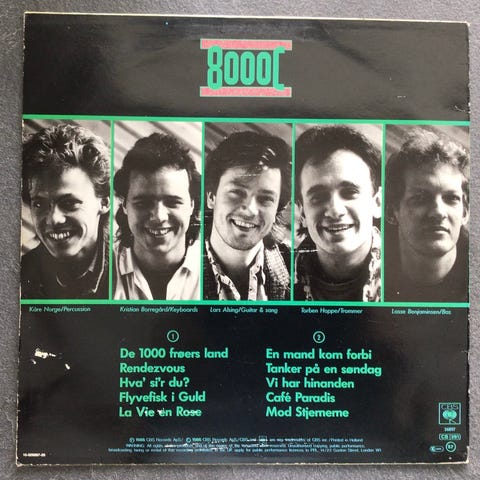 8000C
Kåre Norge/Percussion
Kristian Borregård/Keyboards
Lars Alsing/Guitar & sang
Torben Hoppe/Trommer
Lasse Benjaminsen/Bas
1
De 1000 frøers land
Rendezvous
Hva' si'r du?
Flyvefisk i Guld
La Vie en Rose
2
En mand kom forbi
Tanker på en søndag
Vi har hinanden
Café Paradis
Mod Stjernerne
CBS